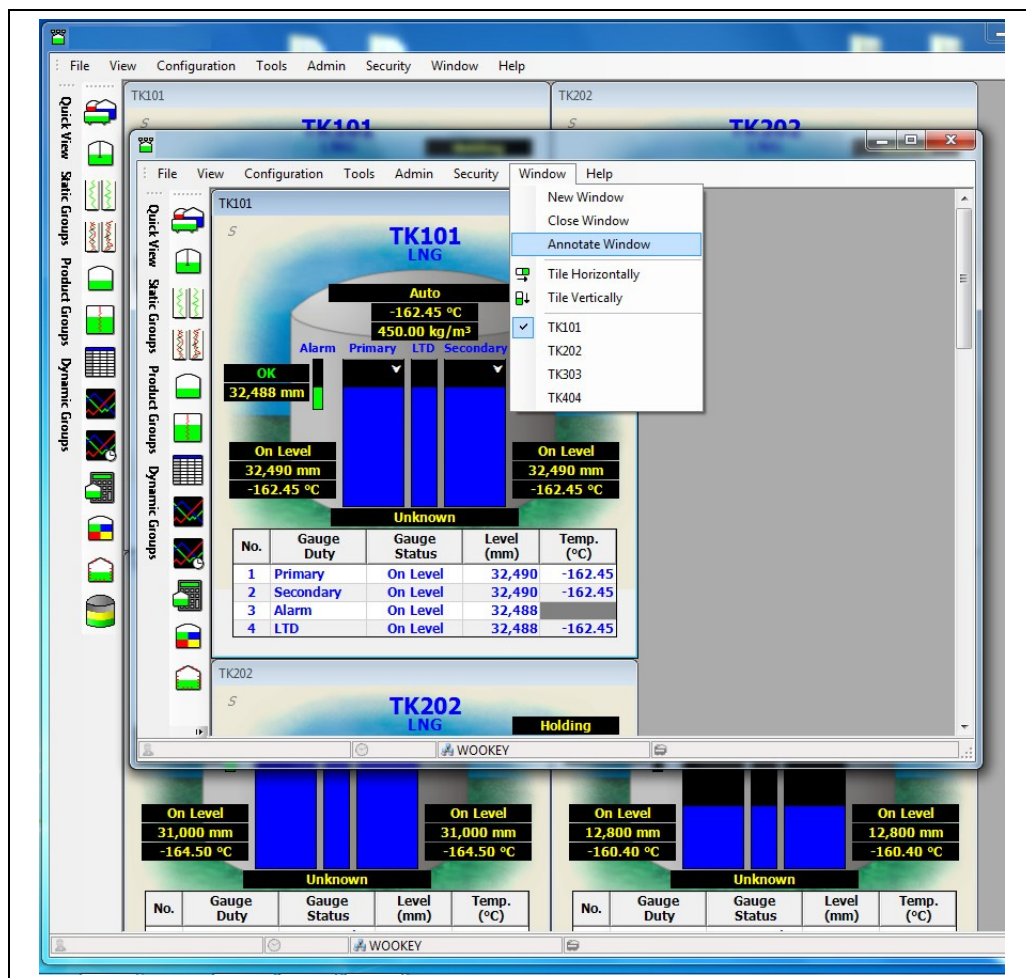 File View Configuration Tools Admin Security Window Help
Quick View
Static Groups
Product Groups
Dynamic Groups
TK101
TK202
S
TK101
S
TK202
File View Configuration Tools Admin Security Window Help
Quick View
Static Groups
Product Groups
Dynamic Groups
New Window
Close Window
Annotate Window
Tile Horizontally
Tile Vertically
TK101
TK202
TK303
TK404
TK101
S
TK101
LNG
Auto
-162.45 °C
450.00 kg/m³
Alarm Primary LTD Secondary
OK
32,488 mm
On Level On Level
32,490 mm 32,490 mm
-162.45 °C -162.45 °C
Unknown
No. Gauge Duty Gauge Status Level (mm) Temp. (°C)
1 Primary On Level 32,490 -162.45
2 Secondary On Level 32,490 -162.45
3 Alarm On Level 32,488
4 LTD On Level 32,488 -162.45
TK202
S
TK202
LNG
Holding
WOOKEY
On Level On Level On Level On Level
31,000 mm 31,000 mm 12,800 mm 12,800 mm
-164.50 °C -164.50 °C -160.40 °C -160.40 °C
Unknown Unknown
No. Gauge Duty Gauge Status Level (mm) Temp. (°C) No. Gauge Duty Gauge Status Level (mm) Temp. (°C)
WOOKEY